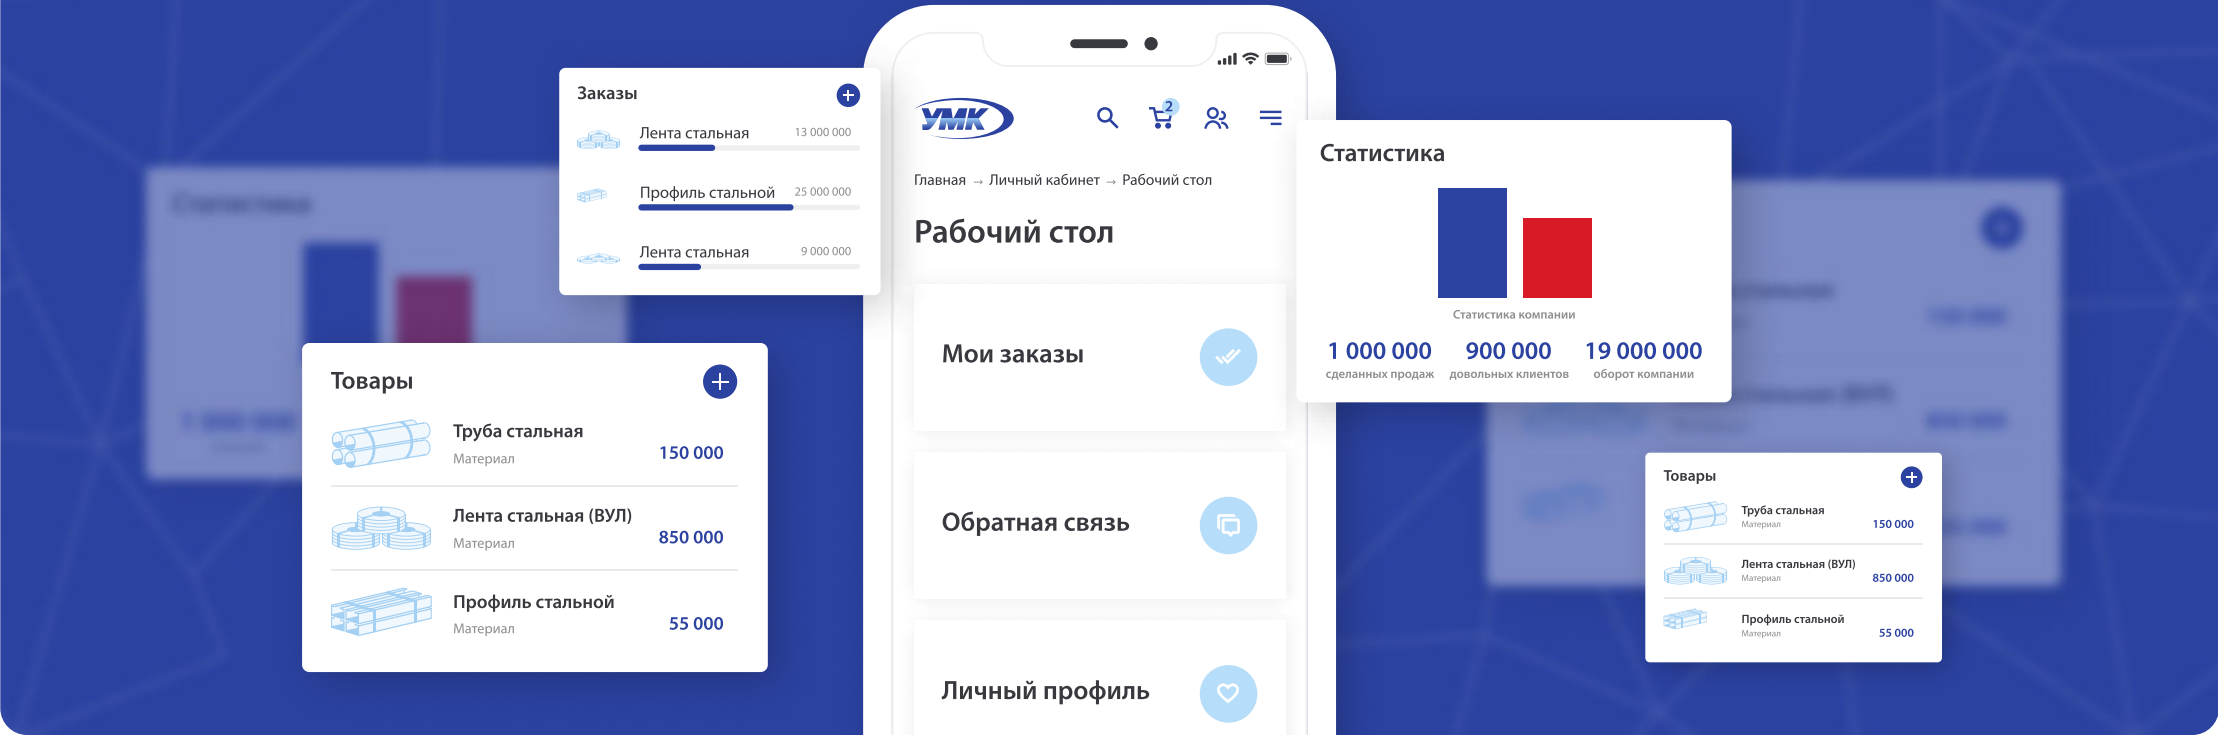 Заказы
Лента стальная 13 000 000
Профиль стальной 25 000 000
Лента стальная 9 000 000
Товары
Труба стальная
Материал
150 000
Лента стальная (ВУЛ)
Материал
850 000
Профиль стальной
Материал
55 000
УМК
2
Главная → Личный кабинет → Рабочий стол
Рабочий стол
Мои заказы
Обратная связь
Личный профиль
Статистика
Статистика компании
1 000 000 900 000 19 000 000
сделанных продаж довольных клиентов оборот компании
Товары
Труба стальная
Материал
150 000
Лента стальная (ВУЛ)
Материал
850 000
Профиль стальной
Материал
55 000